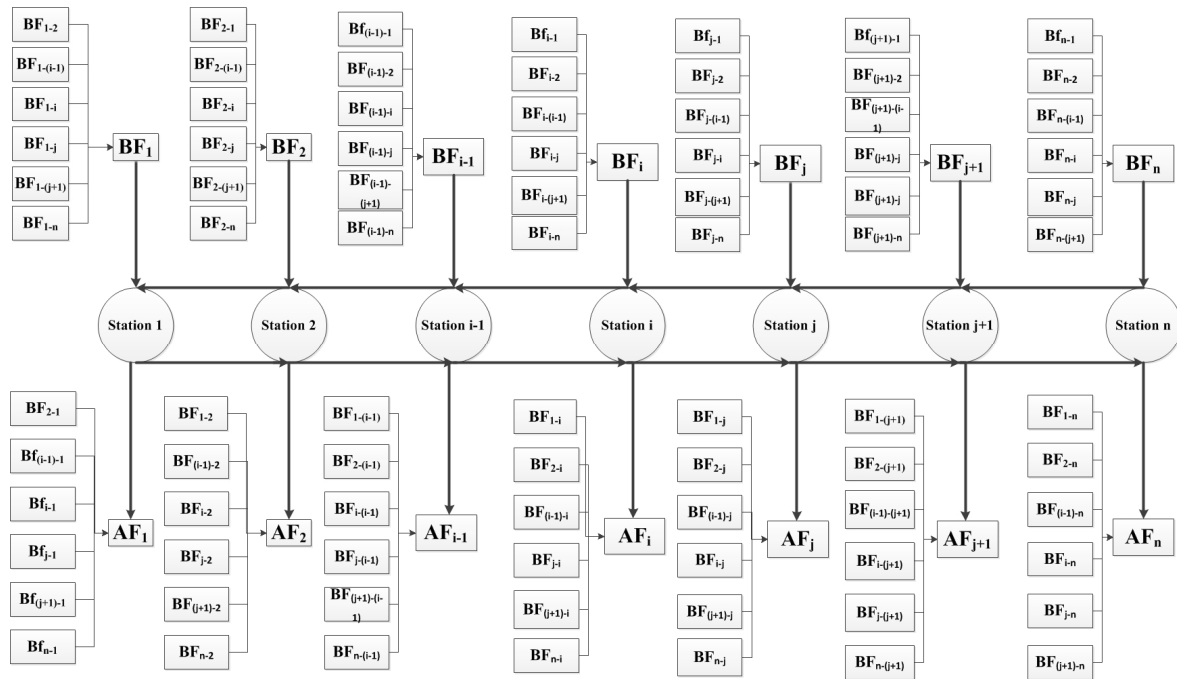 BF1-2
BF1-(i-1)
BF1-i
BF1-j
BF1-(j+1)
BF1-n
BF1
BF2-1
BF2-(i-1)
BF2-i
BF2-j
BF2-(j+1)
BF2-n
BF2
Bf(i-1)-1
BF(i-1)-2
BF(i-1)-i
BF(i-1)-j
BF(i-1)-
(j+1)
BF(i-1)-n
BFi-1
Bfi-1
BFi-2
BFi-(i-1)
BFi-j
BFi-(j+1)
BFi-n
BFi
Bfj-1
BFj-2
BFj-(i-1)
BFj-i
BFj-(j+1)
BFj-n
BFj
Bf(j+1)-1
BF(j+1)-2
BF(j+1)-(i-
1)
BF(j+1)-j
BF(j+1)-j
BF(j+1)-n
BFj+1
Bfn-1
BFn-2
BFn-(i-1)
BFn-i
BFn-j
BFn-(j+1)
BFn
Station 1
Station 2
Station i-1
Station i
Station j
Station j+1
Station n
BF2-1
Bf(i-1)-1
Bfi-1
Bfj-1
Bf(j+1)-1
Bfn-1
AF1
BF1-2
BF(i-1)-2
BFi-2
BFj-2
BF(j+1)-2
BFn-2
AF2
BF1-(i-1)
BF2-(i-1)
BFi-(i-1)
BFj-(i-1)
BF(j+1)-(i-
1)
BFn-(i-1)
AFi-1
BF1-i
BF2-i
BF(i-1)-i
BFj-i
BF(j+1)-i
BFn-i
AFi
BF1-j
BF2-j
BF(i-1)-j
BFi-j
BF(j+1)-j
BFn-j
AFj
BF1-(j+1)
BF2-(j+1)
BF(i-1)-(j+1)
BFi-(j+1)
BFj-(j+1)
BFn-(j+1)
AFj+1
BF1-n
BF2-n
BF(i-1)-n
BFi-n
BFj-n
BF(j+1)-n
AFn